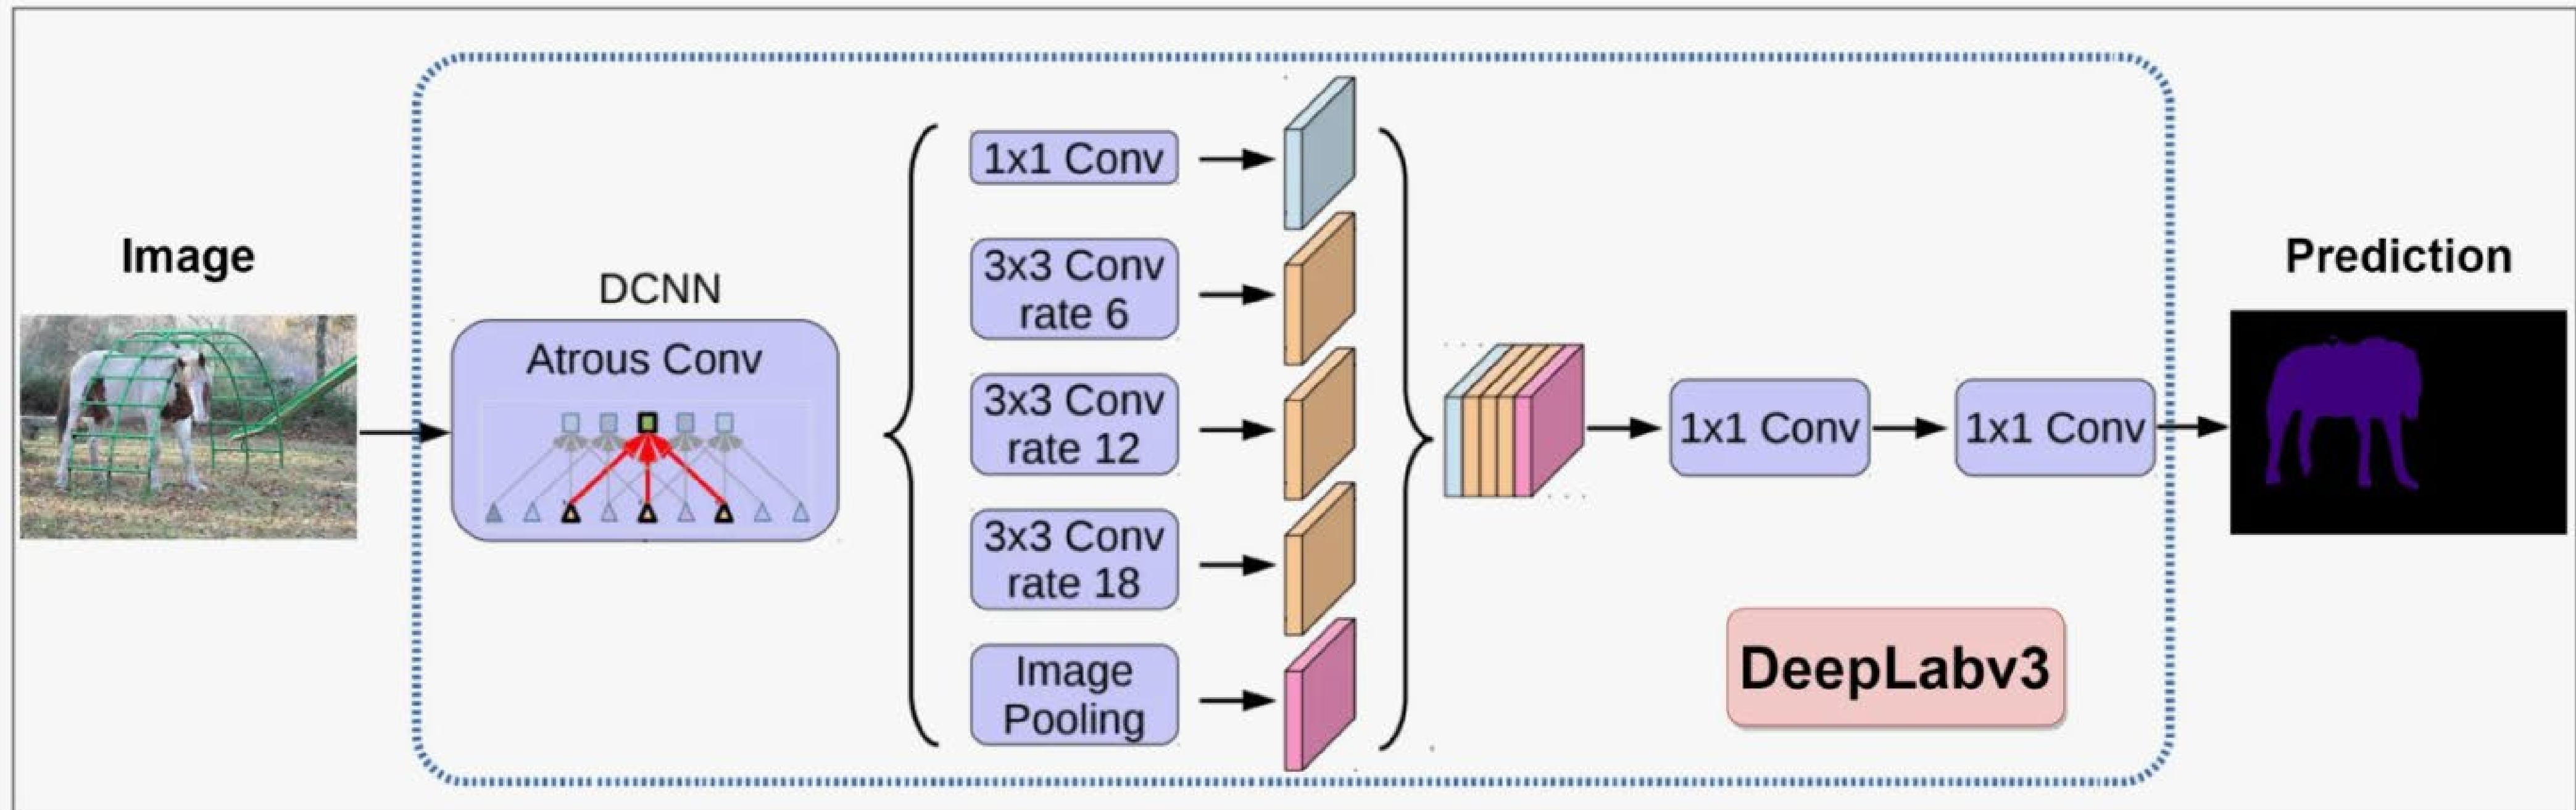 Image
DCNN
Atrous Conv
1x1 Conv
3x3 Conv
rate 6
3x3 Conv
rate 12
3x3 Conv
rate 18
Image
Pooling
1x1 Conv
1x1 Conv
DeepLabv3
Prediction